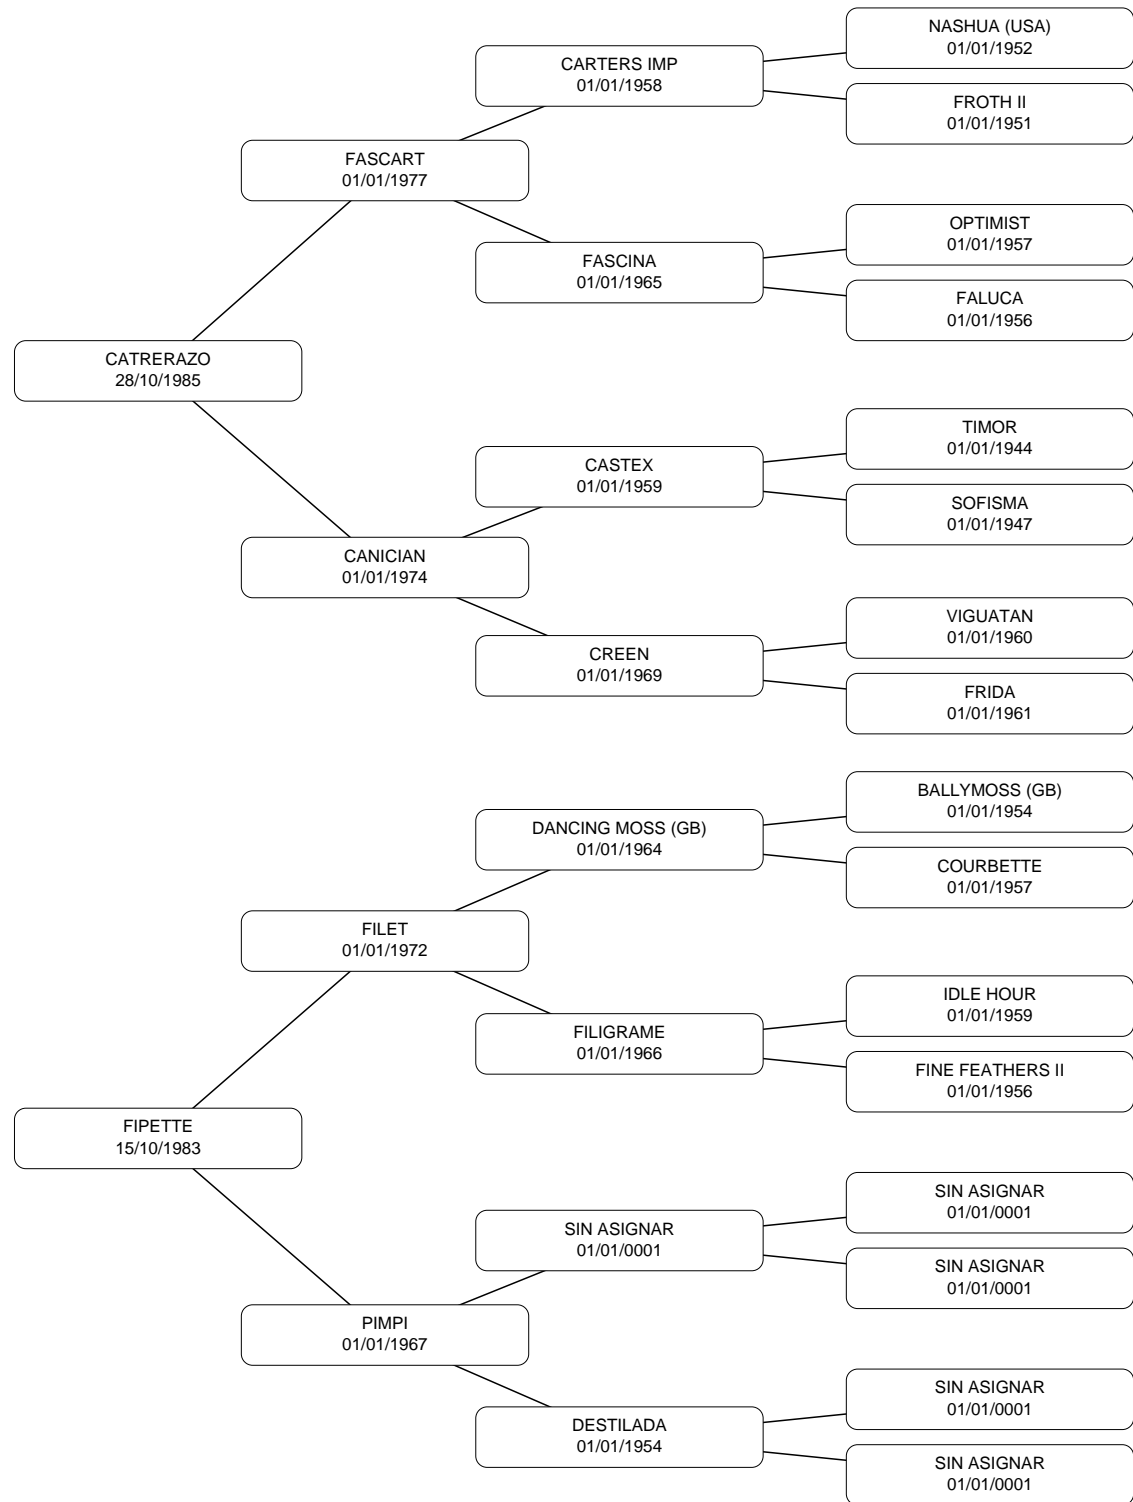 NASHUA (USA)
01/01/1952
CARTERS IMP
01/01/1958
FROTH II
01/01/1951
FASCART
01/01/1977
OPTIMIST
01/01/1957
FASCINA
01/01/1965
FALUCA
01/01/1956
CATRERAZO
28/10/1985
TIMOR
01/01/1944
CASTEX
01/01/1959
SOFISMA
01/01/1947
CANICIAN
01/01/1974
VIGUATAN
01/01/1960
CREEN
01/01/1969
FRIDA
01/01/1961
BALLYMOSS (GB)
01/01/1954
DANCING MOSS (GB)
01/01/1964
COURBETTE
01/01/1957
FILET
01/01/1972
IDLE HOUR
01/01/1959
FILIGRAME
01/01/1966
FINE FEATHERS II
01/01/1956
FIPETTE
15/10/1983
SIN ASIGNAR
01/01/0001
SIN ASIGNAR
01/01/0001
SIN ASIGNAR
01/01/0001
PIMPI
01/01/1967
SIN ASIGNAR
01/01/0001
DESTILADA
01/01/1954
SIN ASIGNAR
01/01/0001